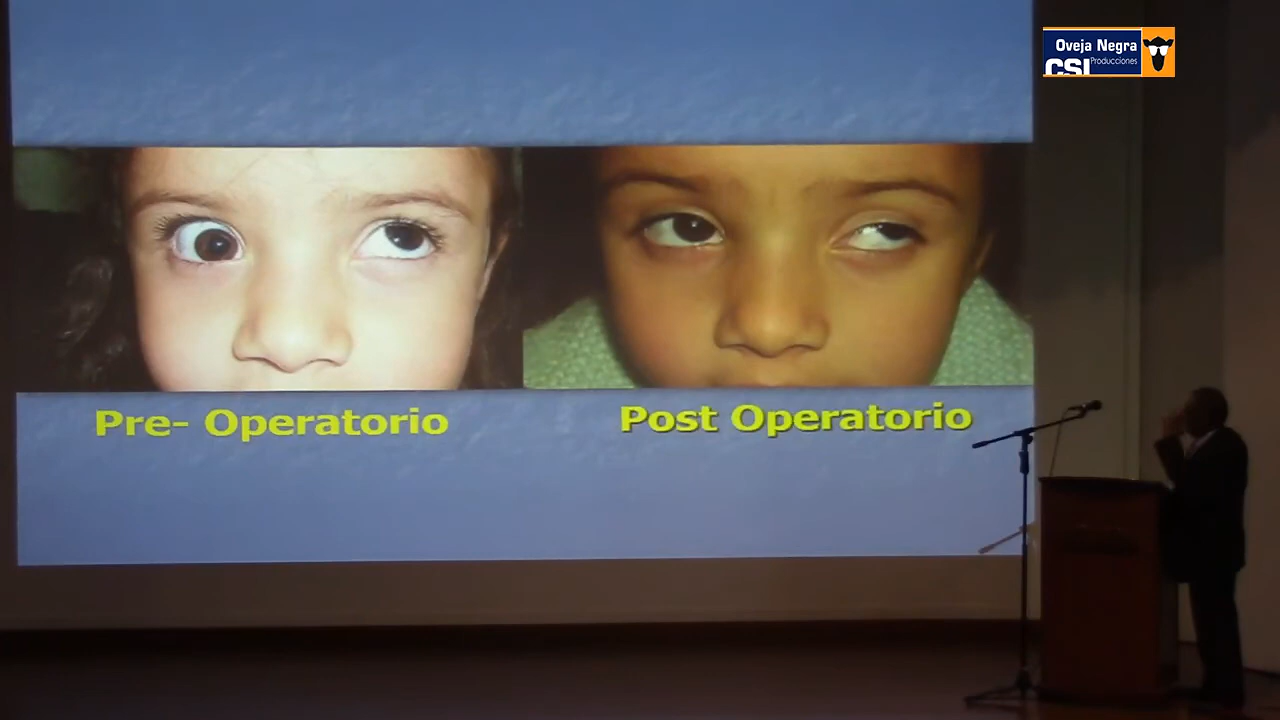 Oveja Negra
CSI Producciones
Pre- Operatorio
Post Operatorio